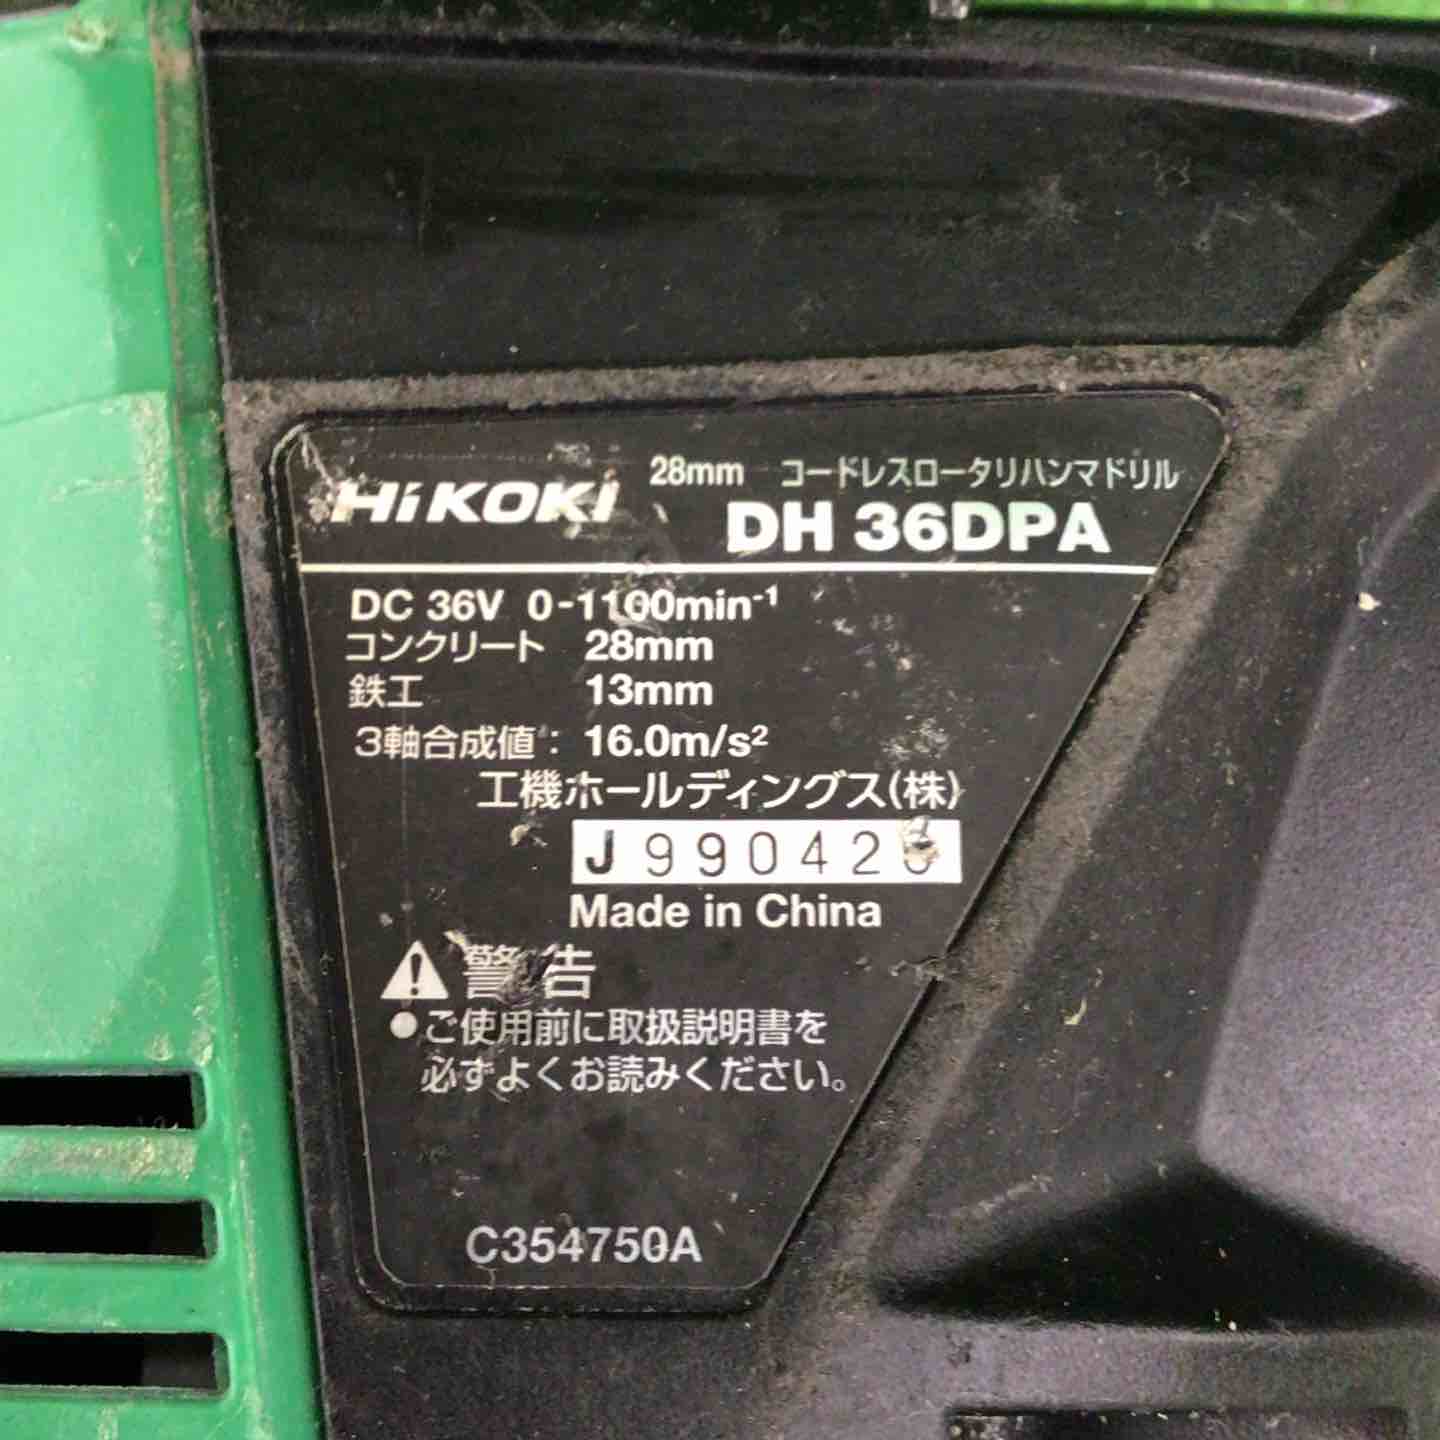 28mm コードレスロータリハンマドリル
HiKOKI DH 36DPA
DC 36V 0-1100min⁻¹
コンクリート 28mm
鉄工 13mm
3軸合成値: 16.0m/s²
工機ホールディングス(株)
J 99042
Made in China
警告
●ご使用前に取扱説明書を
必ずよくお読みください。
C354750A